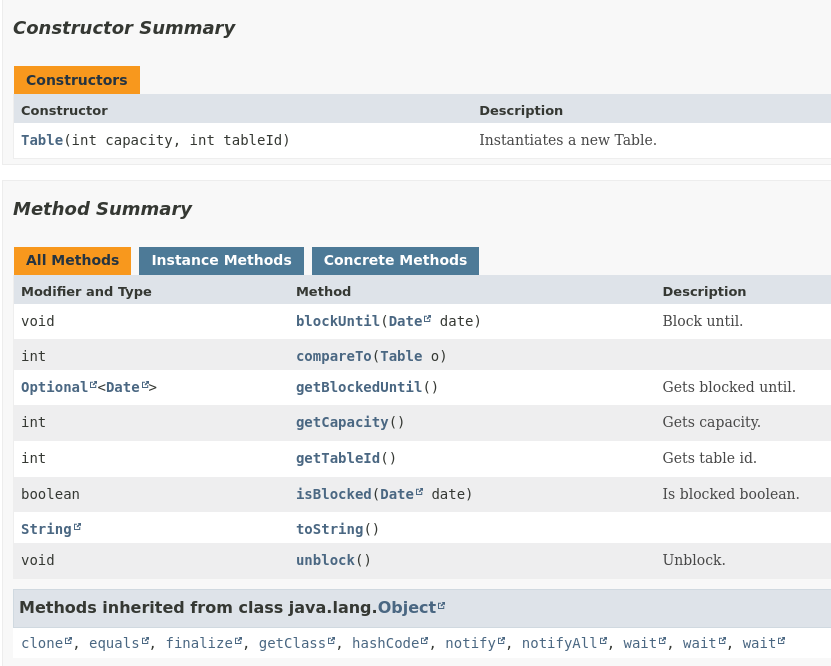 Constructor Summary
Constructors
Constructor Description
Table(int capacity, int tableId) Instantiates a new Table.
Method Summary
All Methods Instance Methods Concrete Methods
Modifier and Type Method Description
void blockUntil(Date date) Block until.
int compareTo(Table o)
Optional<Date> getBlockedUntil() Gets blocked until.
int getCapacity() Gets capacity.
int getTableId() Gets table id.
boolean isBlocked(Date date) Is blocked boolean.
String toString()
void unblock() Unblock.
Methods inherited from class java.lang.Object
clone, equals, finalize, getClass, hashCode, notify, notifyAll, wait, wait, wait